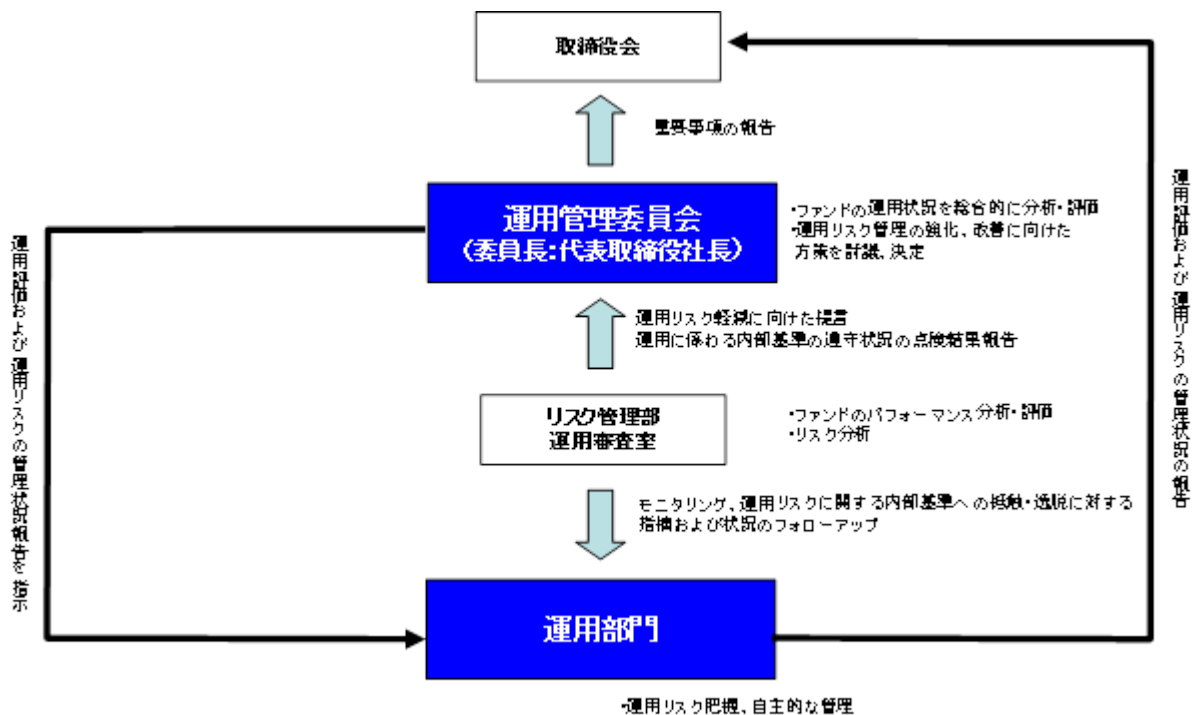 取締役会
重要事項の報告
運用管理委員会
(委員長:代表取締役社長)
・ファンドの運用状況を総合的に分析・評価
・運用リスク管理の強化、改善に向けた
方策を討議、決定
運用リスク軽減に向けた提言
運用に係わる内部基準の遵守状況の点検結果報告
リスク管理部
運用審査室
・ファンドのパフォーマンス分析・評価
・リスク分析
モニタリング、運用リスクに関する内部基準への抵触・逸脱に対する
指摘および状況のフォローアップ
運用部門
・運用リスク把握、自主的な管理
運用評価および運用リスクの管理状況報告を指示
運用評価および運用リスクの管理状況の報告